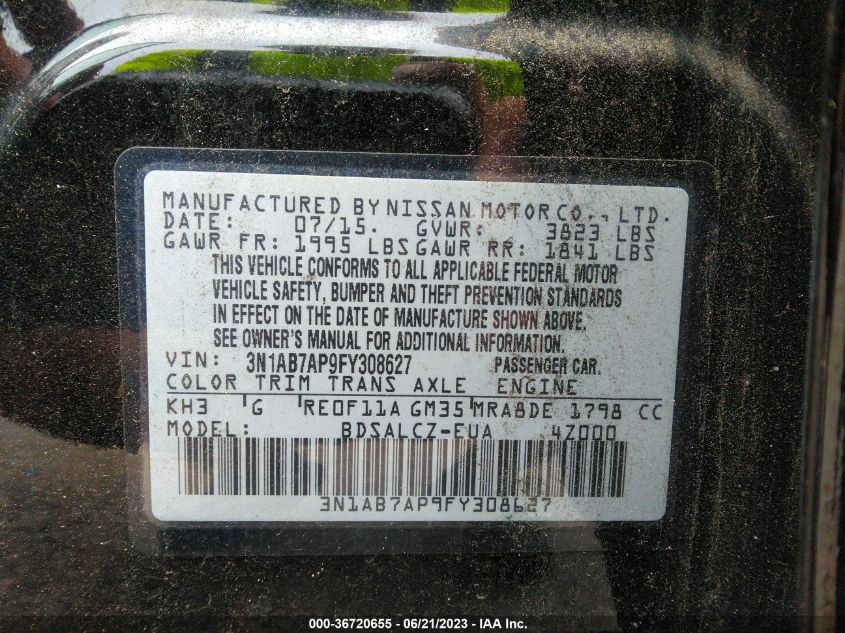 MANUFACTURED BY NISSAN MOTOR CO., LTD.
DATE: 07/15. GVWR: 3823 LBS
GAWR FR: 1995 LBS GAWR RR: 1841 LBS
THIS VEHICLE CONFORMS TO ALL APPLICABLE FEDERAL MOTOR
VEHICLE SAFETY, BUMPER AND THEFT PREVENTION STANDARDS
IN EFFECT ON THE DATE OF MANUFACTURE SHOWN ABOVE.
SEE OWNER'S MANUAL FOR ADDITIONAL INFORMATION.
VIN: 3N1AB7AP9FY308627 PASSENGER CAR.
COLOR TRIM TRANS AXLE ENGINE
KH3 G RE0F11A GM35 MRA8DE 1798 CC
MODEL: BDSALCZ-EUA 4Z000
3N1AB7AP9FY308627
000-36720655 - 06/21/2023 - IAA Inc.